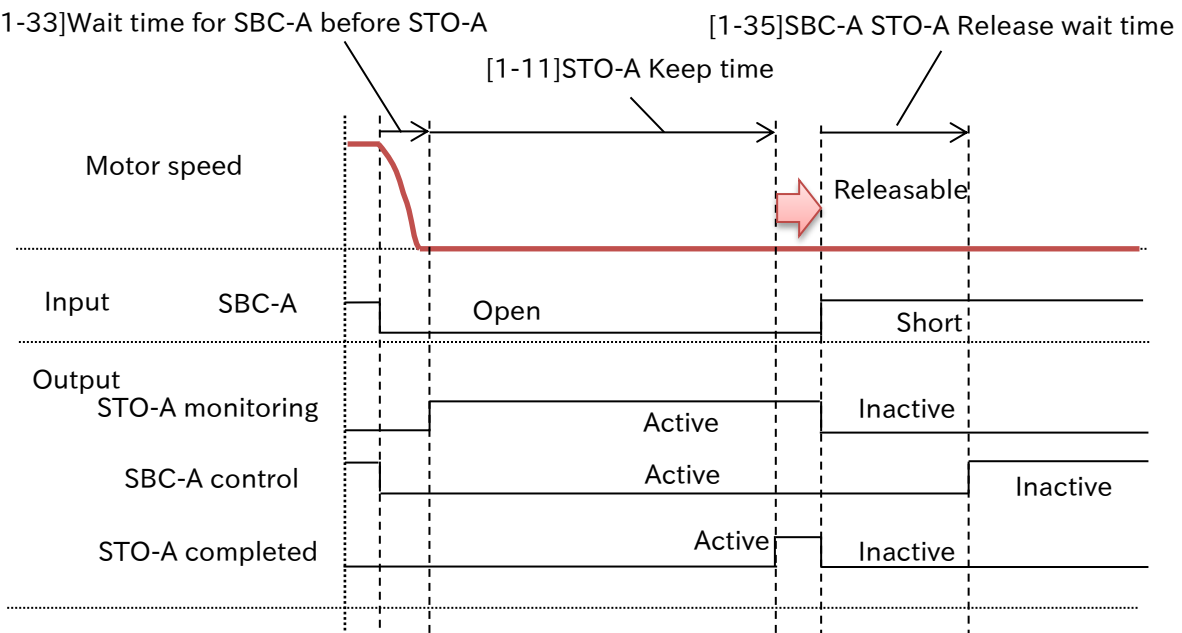 1-33]Wait time for SBC-A before STO-A
[1-35]SBC-A STO-A Release wait time
[1-11]STO-A Keep time
Motor speed
Releasable
Input
SBC-A
Open
Short
Output
STO-A monitoring
Active
Inactive
SBC-A control
Active
Inactive
STO-A completed
Active
Inactive